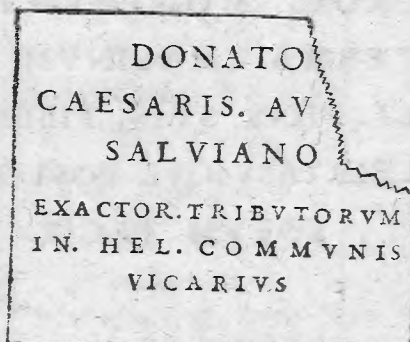 DONATO
CAESARIS. AV
SALVIANO
EXACTOR. TRIBVTORVM
IN. HEL. COMMVNIS
VICARIVS